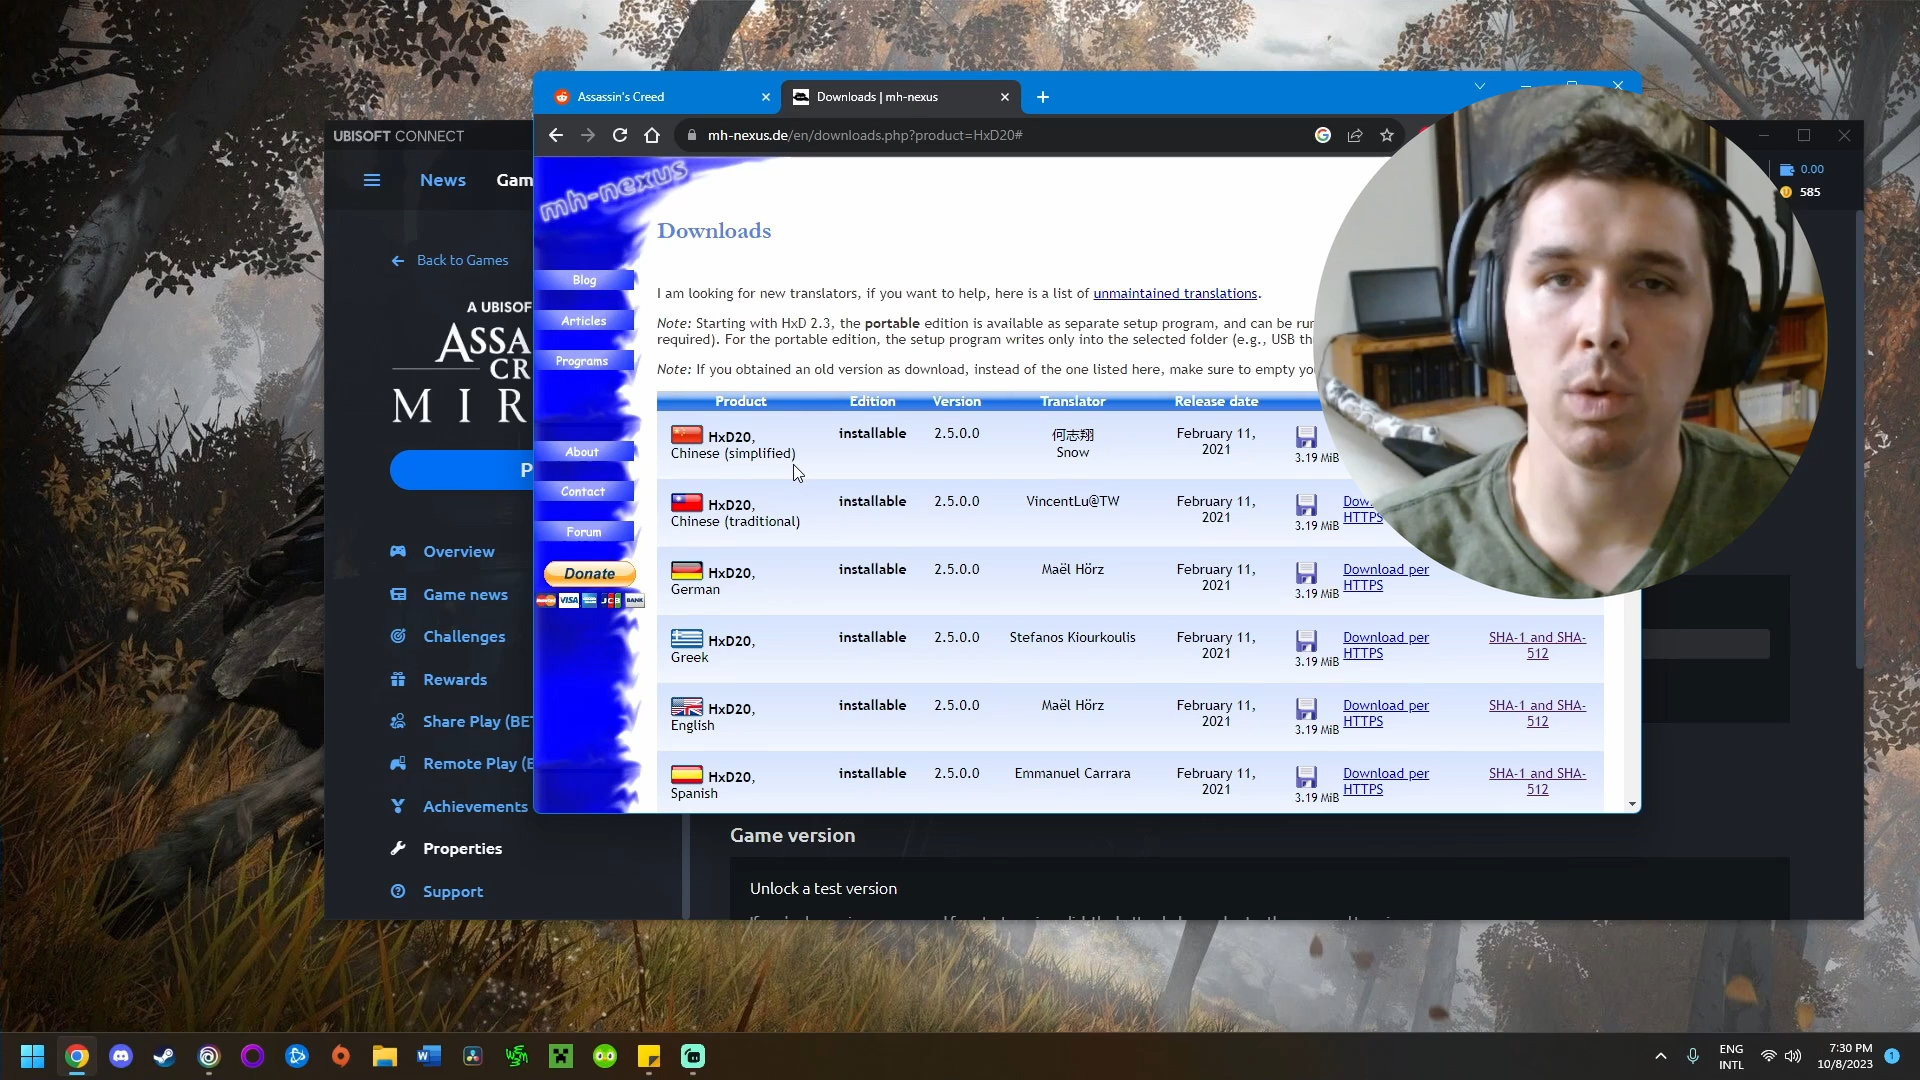 Assassin's Creed
Downloads | mh-nexus
mh-nexus.de/en/downloads.php?product=HxD20#
UBISOFT CONNECT
News
Gam
0.00
585
Back to Games
A UBISOF
ASSA
CR
M I R
P
Overview
Game news
Challenges
Rewards
Share Play (BE
Remote Play (
Achievements
Properties
Support
mh-nexus
Blog
Articles
Programs
About
Contact
Forum
Donate
VISA
JCB
BANK
Downloads
I am looking for new translators, if you want to help, here is a list of unmaintained translations.
Note: Starting with HxD 2.3, the portable edition is available as separate setup program, and can be run
required). For the portable edition, the setup program writes only into the selected folder (e.g., USB th
Note: If you obtained an old version as download, instead of the one listed here, make sure to empty yo
Product Edition Version Translator Release date
HxD20, installable 2.5.0.0 何志翔 February 11,
Chinese (simplified) Snow 2021 3.19 MiB
HxD20, installable 2.5.0.0 VincentLu@TW February 11, Dow
Chinese (traditional) 2021 3.19 MiB HTTPS
HxD20, installable 2.5.0.0 Maël Hörz February 11, Download per
German 2021 3.19 MiB HTTPS
HxD20, installable 2.5.0.0 Stefanos Kiourkoulis February 11, Download per SHA-1 and SHA-
Greek 2021 3.19 MiB HTTPS 512
HxD20, installable 2.5.0.0 Maël Hörz February 11, Download per SHA-1 and SHA-
English 2021 3.19 MiB HTTPS 512
HxD20, installable 2.5.0.0 Emmanuel Carrara February 11, Download per SHA-1 and SHA-
Spanish 2021 3.19 MiB HTTPS 512
Game version
Unlock a test version
ENG
INTL
7:30 PM
10/8/2023
1